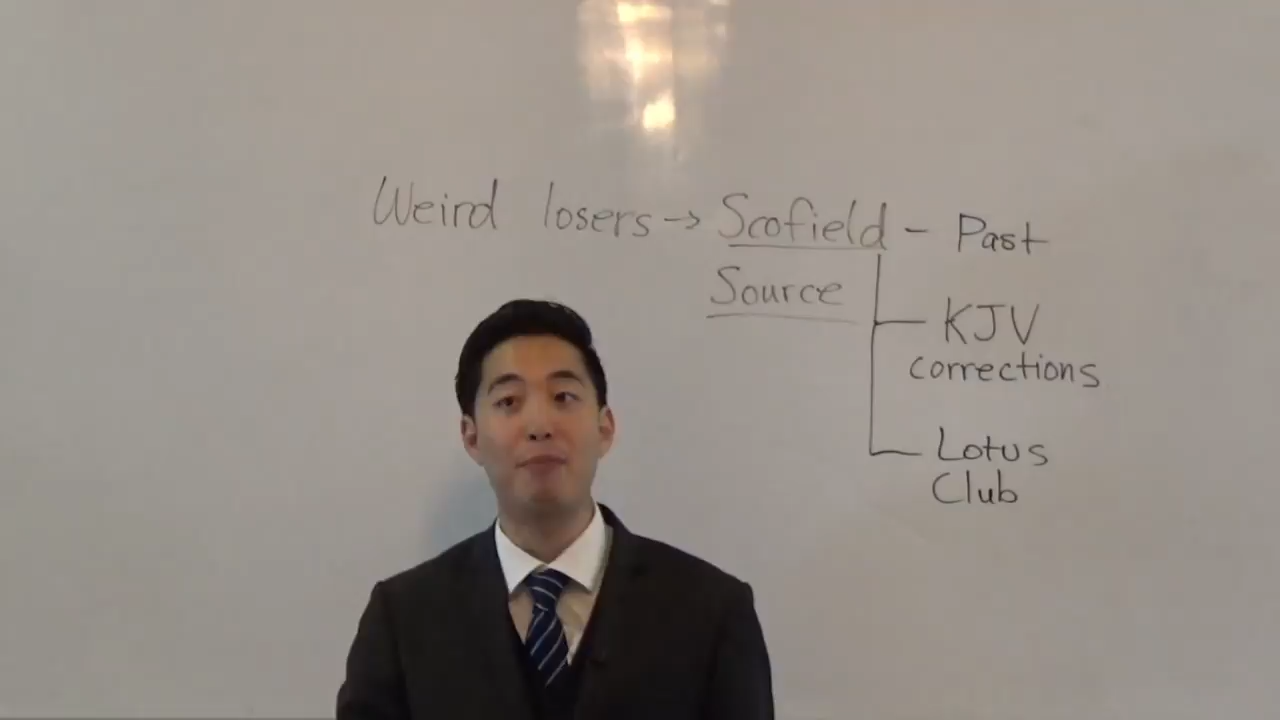 Weird losers → Scofield - Past
Source
KJV
corrections
Lotus
Club